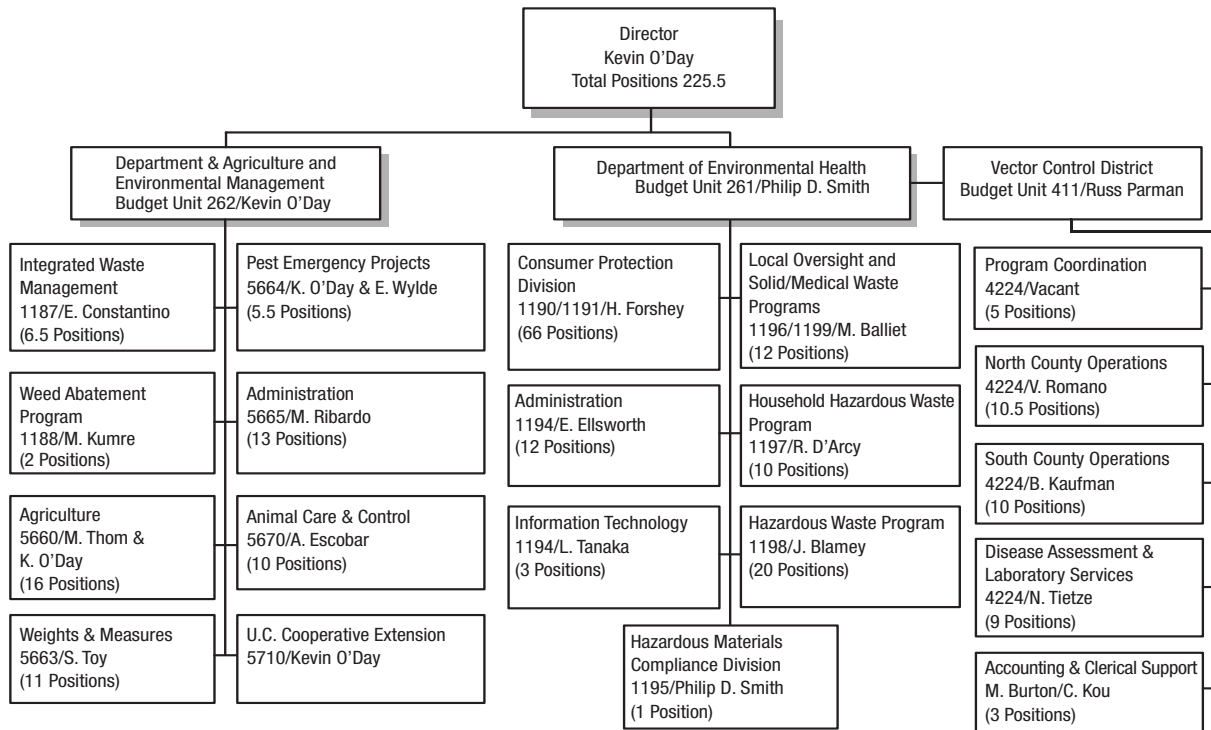 Director
Kevin O’Day
Total Positions 225.5
Department & Agriculture and
Environmental Management
Budget Unit 262/Kevin O’Day
Department of Environmental Health
Budget Unit 261/Philip D. Smith
Vector Control District
Budget Unit 411/Russ Parman
Integrated Waste
Management
1187/E. Constantino
(6.5 Positions)
Pest Emergency Projects
5664/K. O’Day & E. Wylde
(5.5 Positions)
Weed Abatement
Program
1188/M. Kumre
(2 Positions)
Administration
5665/M. Ribardo
(13 Positions)
Agriculture
5660/M. Thom &
K. O’Day
(16 Positions)
Animal Care & Control
5670/A. Escobar
(10 Positions)
Weights & Measures
5663/S. Toy
(11 Positions)
U.C. Cooperative Extension
5710/Kevin O’Day
Consumer Protection
Division
1190/1191/H. Forshey
(66 Positions)
Local Oversight and
Solid/Medical Waste
Programs
1196/1199/M. Balliet
(12 Positions)
Administration
1194/E. Ellsworth
(12 Positions)
Household Hazardous Waste
Program
1197/R. D’Arcy
(10 Positions)
Information Technology
1194/L. Tanaka
(3 Positions)
Hazardous Waste Program
1198/J. Blamey
(20 Positions)
Hazardous Materials
Compliance Division
1195/Philip D. Smith
(1 Position)
Program Coordination
4224/Vacant
(5 Positions)
North County Operations
4224/V. Romano
(10.5 Positions)
South County Operations
4224/B. Kaufman
(10 Positions)
Disease Assessment &
Laboratory Services
4224/N. Tietze
(9 Positions)
Accounting & Clerical Support
M. Burton/C. Kou
(3 Positions)